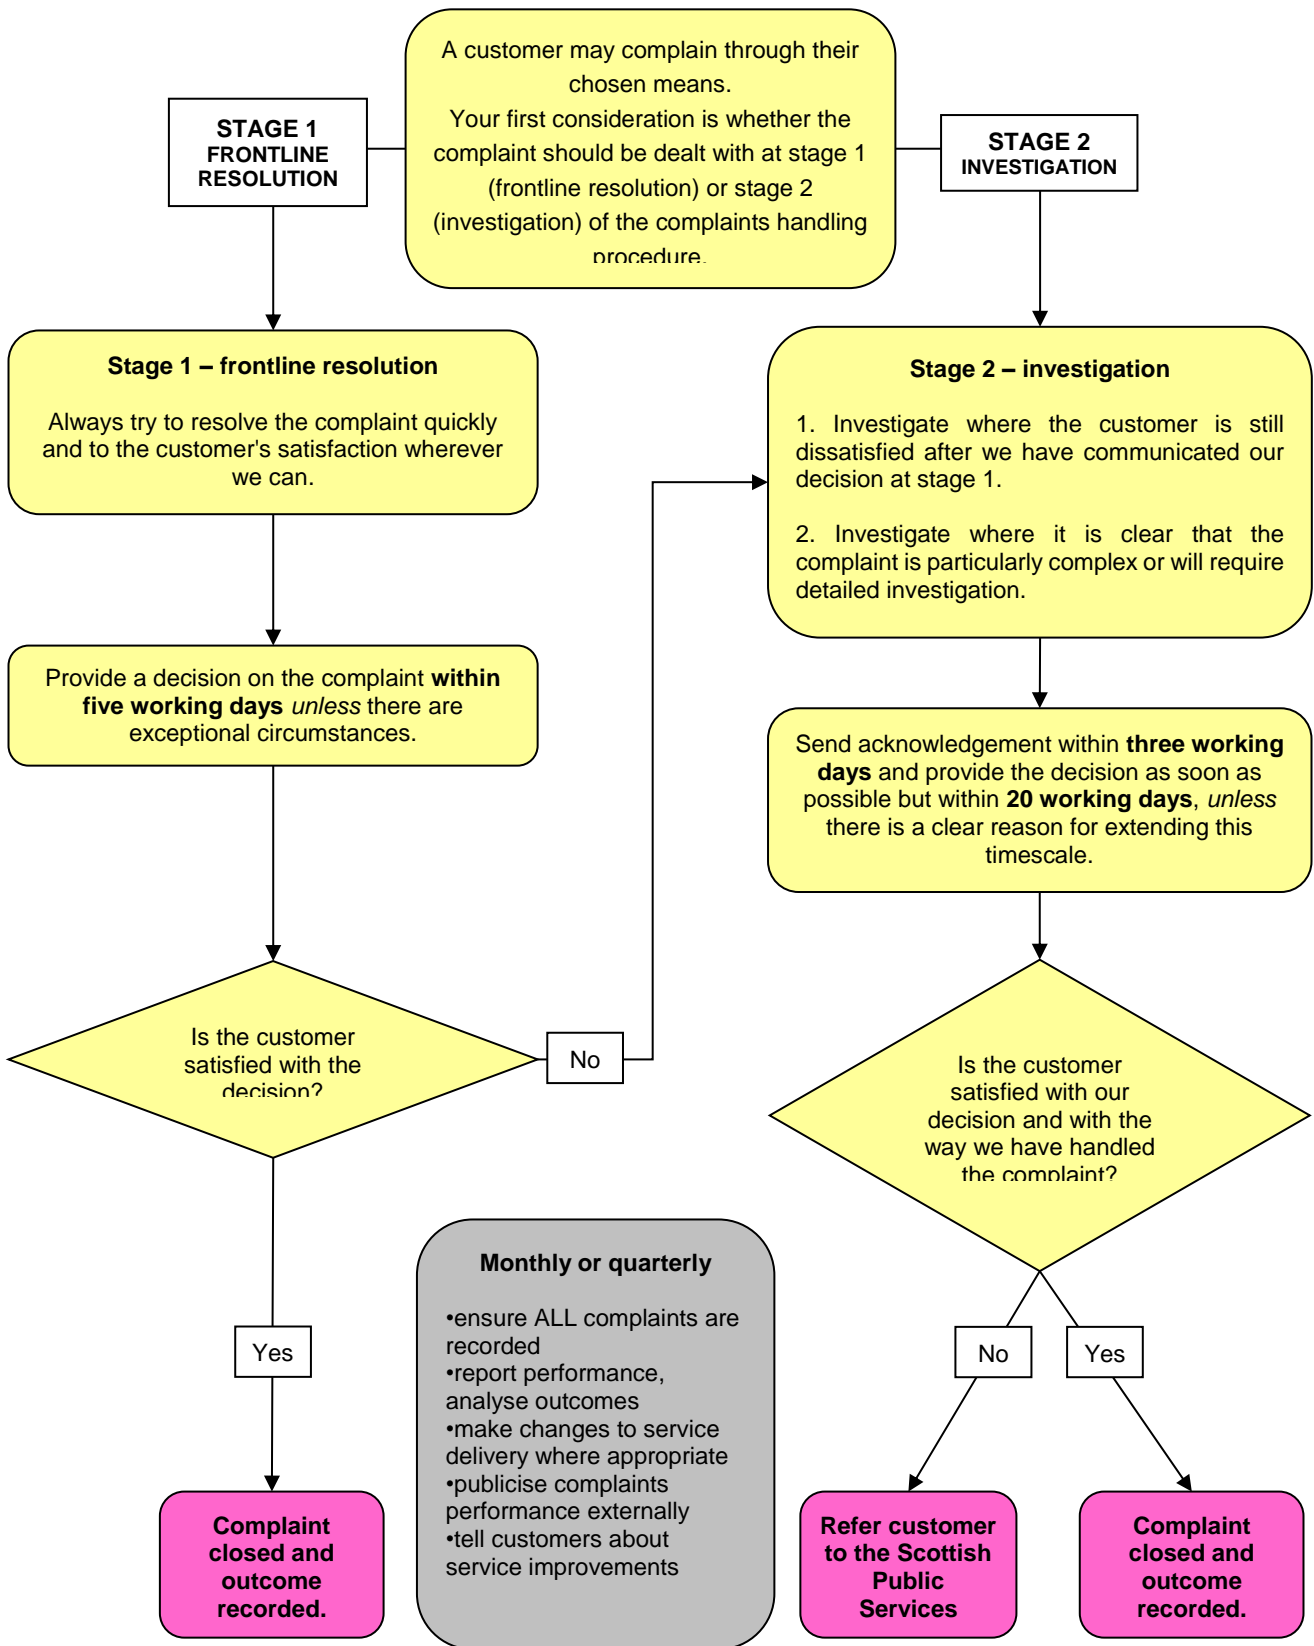 A customer may complain through their
chosen means.
Your first consideration is whether the
complaint should be dealt with at stage 1
(frontline resolution) or stage 2
(investigation) of the complaints handling
procedure.
STAGE 1
FRONTLINE
RESOLUTION
STAGE 2
INVESTIGATION
Stage 1 – frontline resolution
Always try to resolve the complaint quickly
and to the customer's satisfaction wherever
we can.
Provide a decision on the complaint within
five working days unless there are
exceptional circumstances.
Is the customer
satisfied with the
decision?
No
Yes
Complaint
closed and
outcome
recorded.
Stage 2 – investigation
1. Investigate where the customer is still
dissatisfied after we have communicated our
decision at stage 1.
2. Investigate where it is clear that the
complaint is particularly complex or will require
detailed investigation.
Send acknowledgement within three working
days and provide the decision as soon as
possible but within 20 working days, unless
there is a clear reason for extending this
timescale.
Is the customer
satisfied with our
decision and with the
way we have handled
the complaint?
No
Yes
Refer customer
to the Scottish
Public
Services
Complaint
closed and
outcome
recorded.
Monthly or quarterly
•ensure ALL complaints are
recorded
•report performance,
analyse outcomes
•make changes to service
delivery where appropriate
•publicise complaints
performance externally
•tell customers about
service improvements